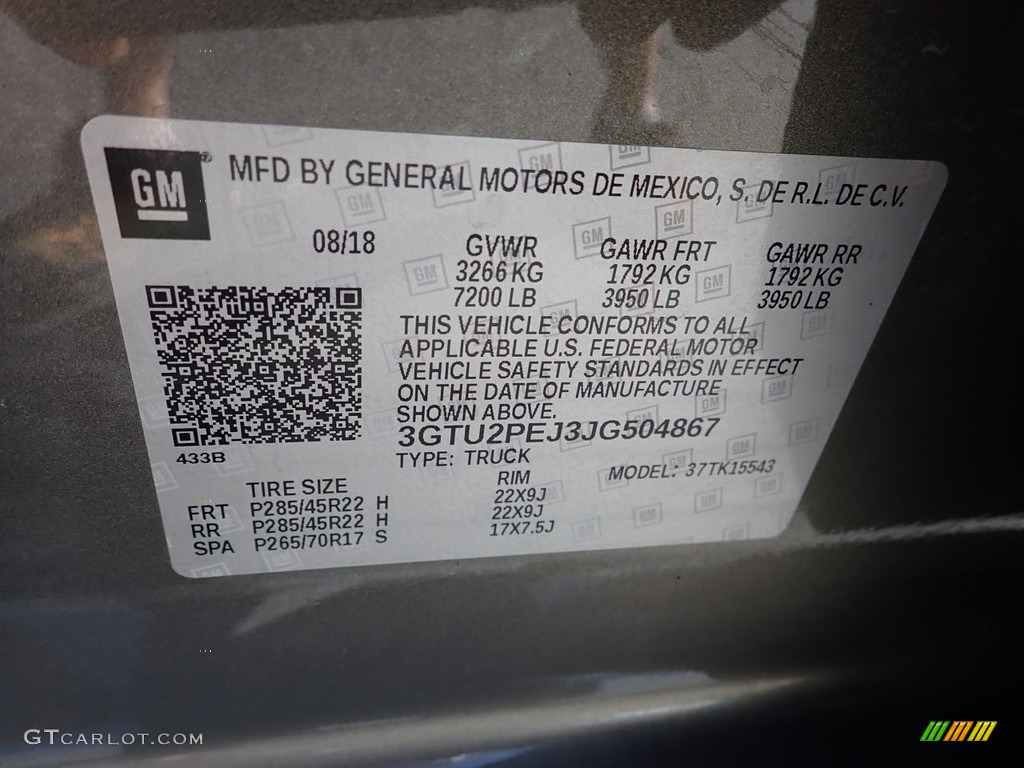 GM® MFD BY GENERAL MOTORS DE MEXICO, S. DE R.L. DE C.V.
08/18 GVWR GAWR FRT GAWR RR
3266 KG 1792 KG 1792 KG
7200 LB 3950 LB 3950 LB
THIS VEHICLE CONFORMS TO ALL
APPLICABLE U.S. FEDERAL MOTOR
VEHICLE SAFETY STANDARDS IN EFFECT
ON THE DATE OF MANUFACTURE
SHOWN ABOVE.
3GTU2PEJ3JG504867
433B TYPE: TRUCK MODEL: 37TK15543
TIRE SIZE RIM
FRT P285/45R22 H 22X9J
RR P285/45R22 H 22X9J
SPA P265/70R17 S 17X7.5J
GTCARLOT.COM